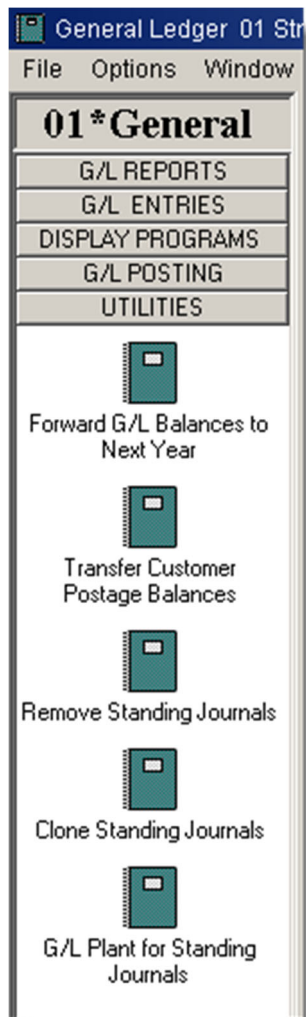 General Ledger 01 Str
File Options Window
01*General
G/L REPORTS
G/L ENTRIES
DISPLAY PROGRAMS
G/L POSTING
UTILITIES
Forward G/L Balances to
Next Year
Transfer Customer
Postage Balances
Remove Standing Journals
Clone Standing Journals
G/L Plant for Standing
Journals